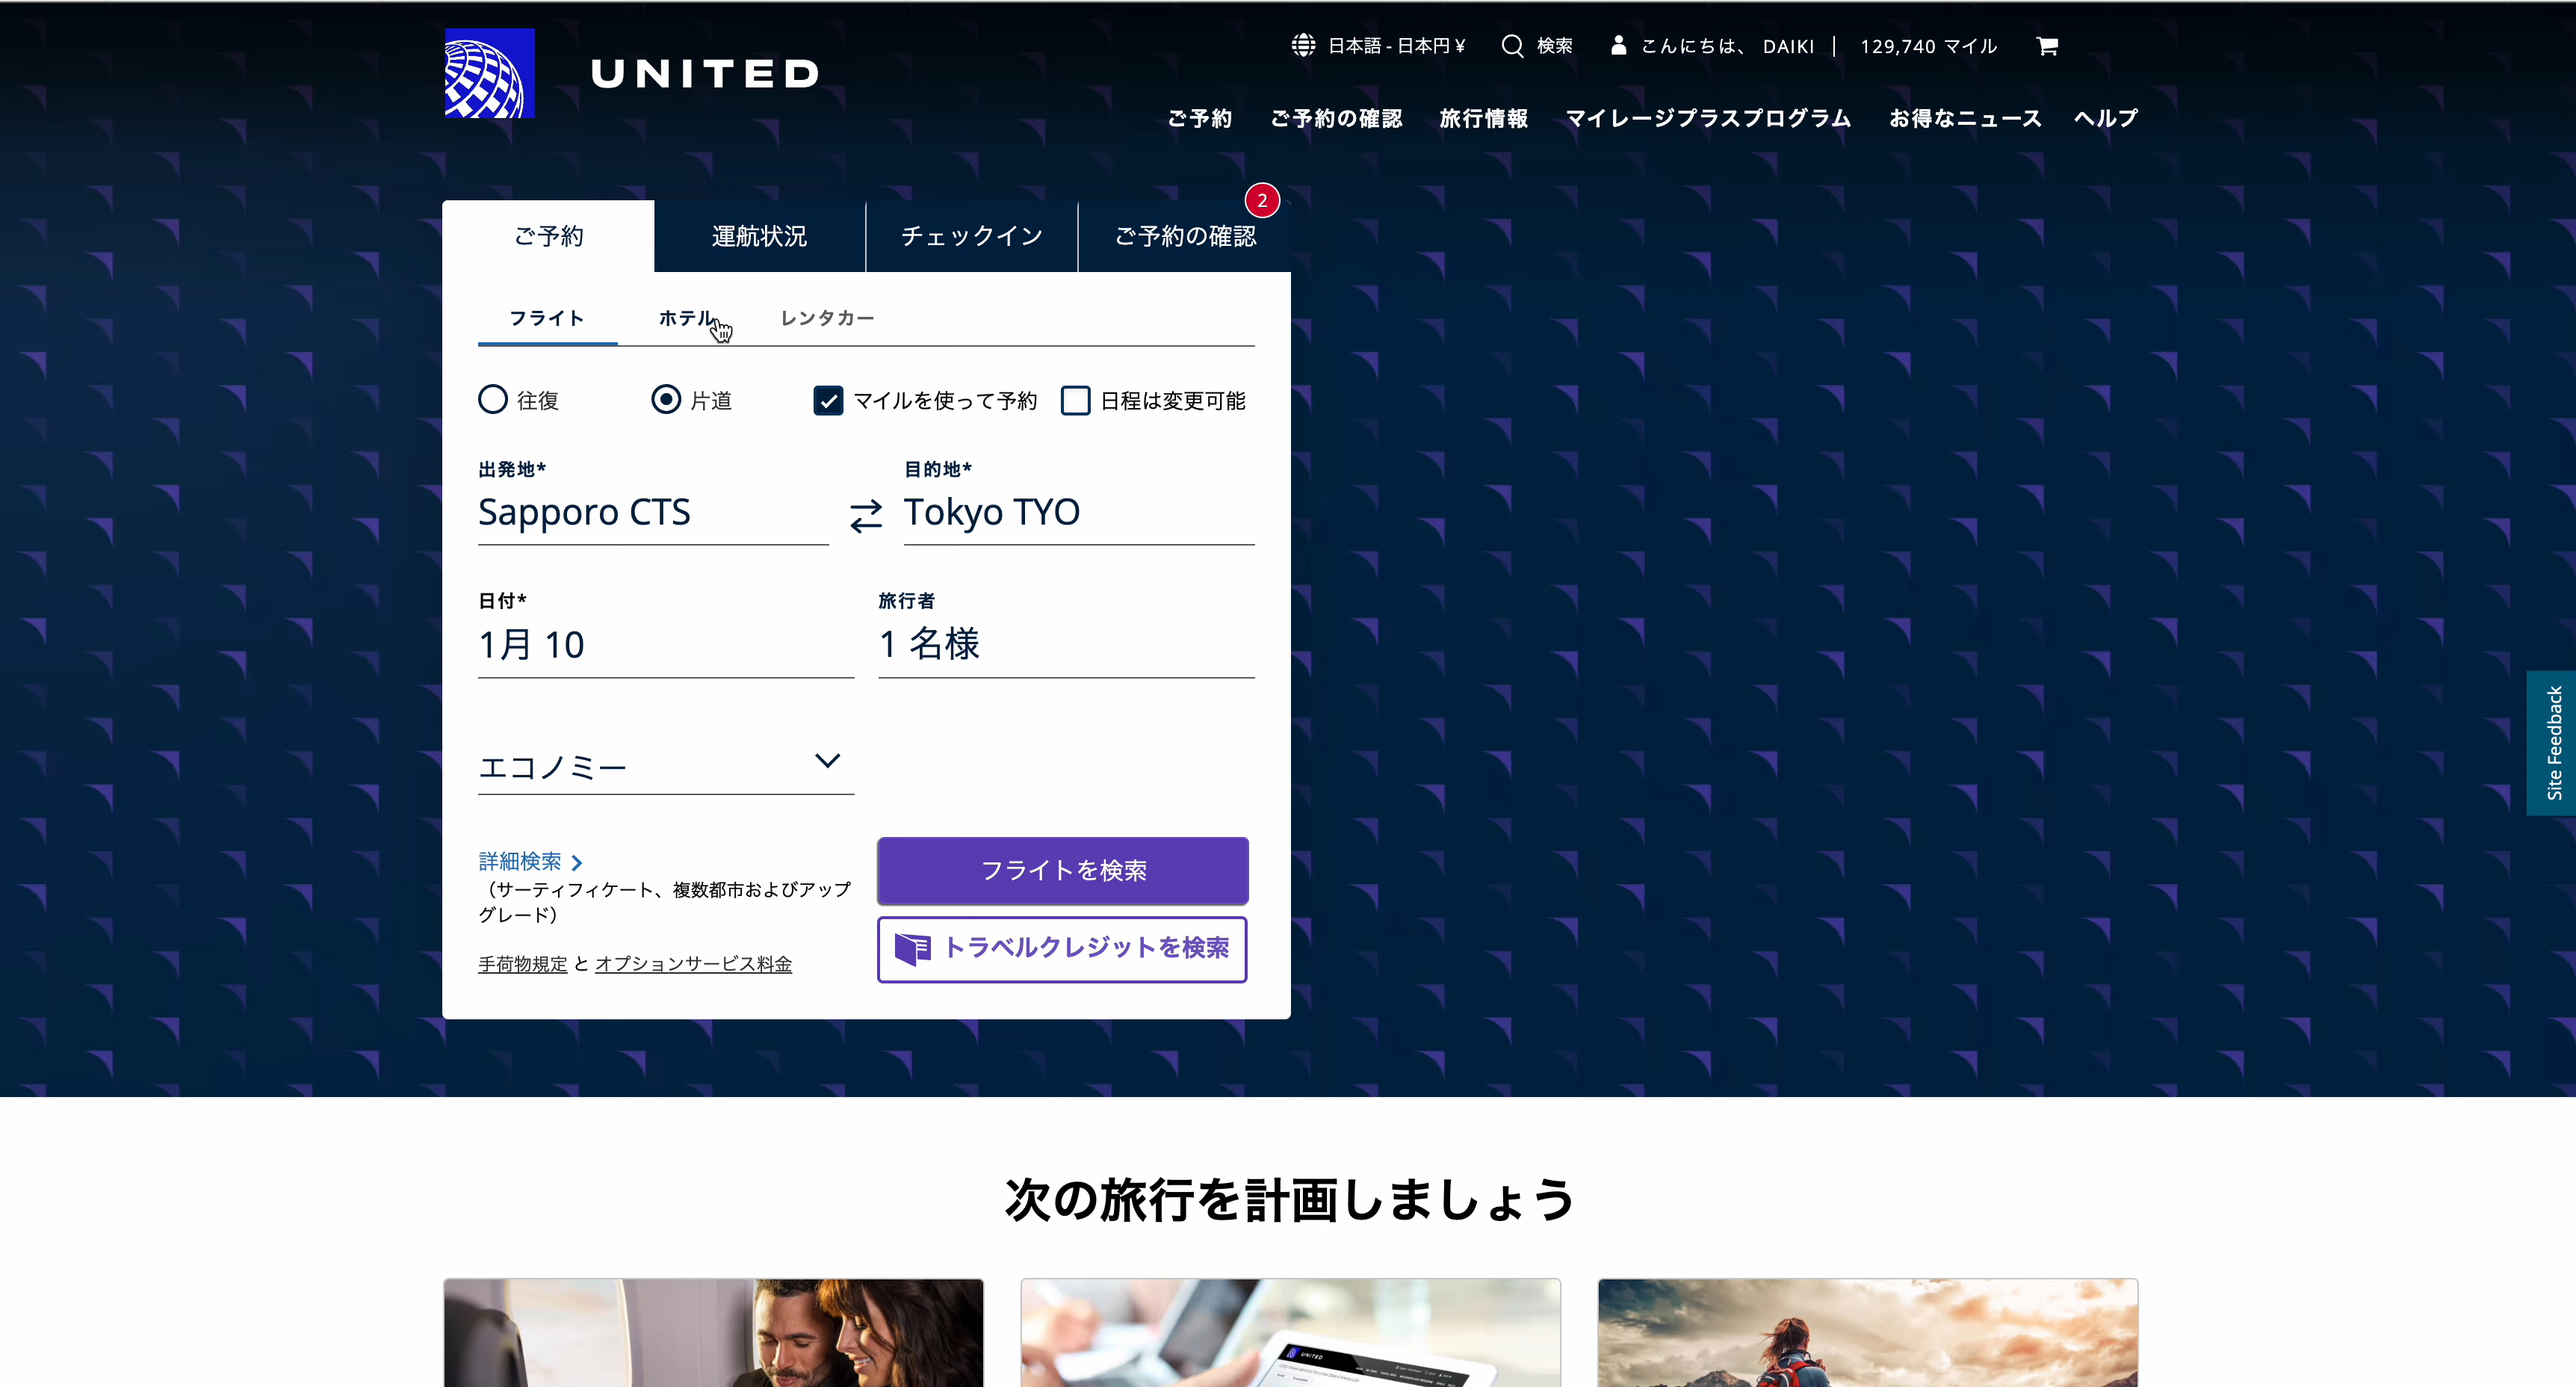 UNITED
日本語 - 日本円 ¥
検索
こんにちは、 DAIKI
129,740 マイル
ご予約
ご予約の確認
旅行情報
マイレージプラスプログラム
お得なニュース
ヘルプ
ご予約
運航状況
チェックイン
ご予約の確認
2
フライト
ホテル
レンタカー
往復
片道
マイルを使って予約
日程は変更可能
出発地*
Sapporo CTS
目的地*
Tokyo TYO
日付*
1月 10
旅行者
1 名様
エコノミー
詳細検索
（サーティフィケート、複数都市およびアップ
グレード）
手荷物規定 と オプションサービス料金
フライトを検索
トラベルクレジットを検索
Site Feedback
次の旅行を計画しましょう
UNITED